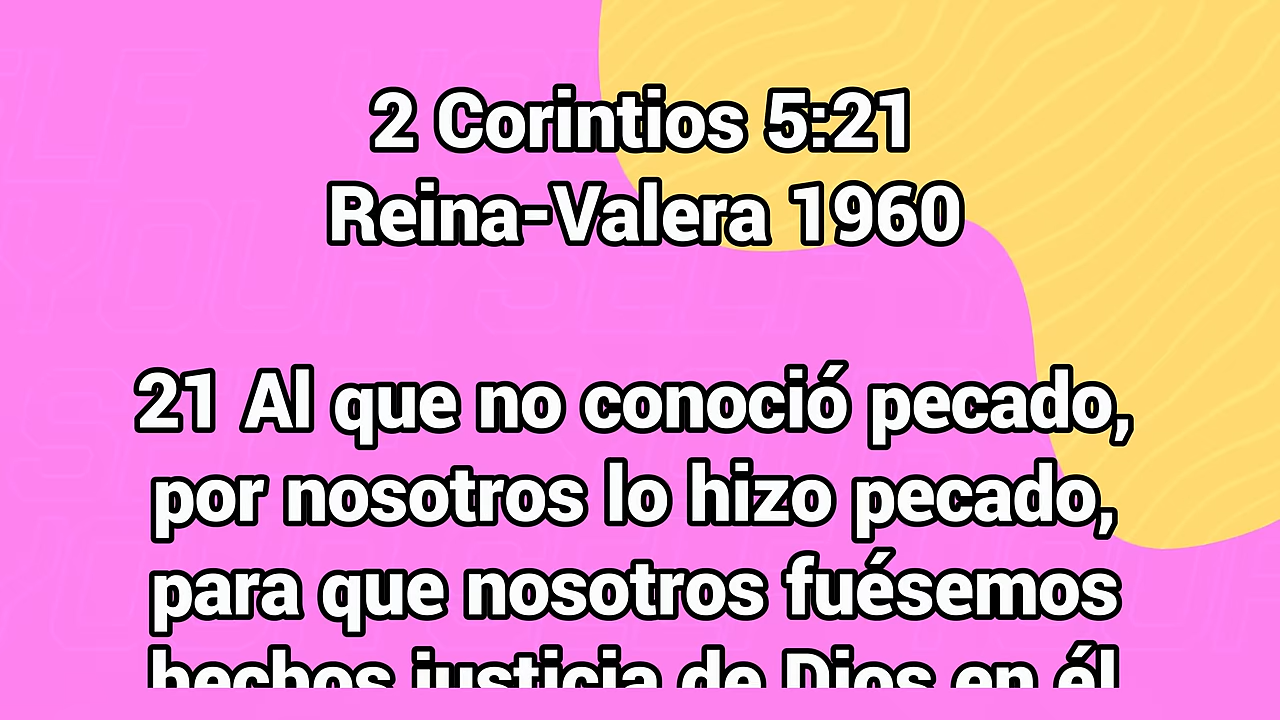 2 Corintios 5:21
Reina-Valera 1960
21 Al que no conoció pecado,
por nosotros lo hizo pecado,
para que nosotros fuésemos
hechos justicia de Dios en él